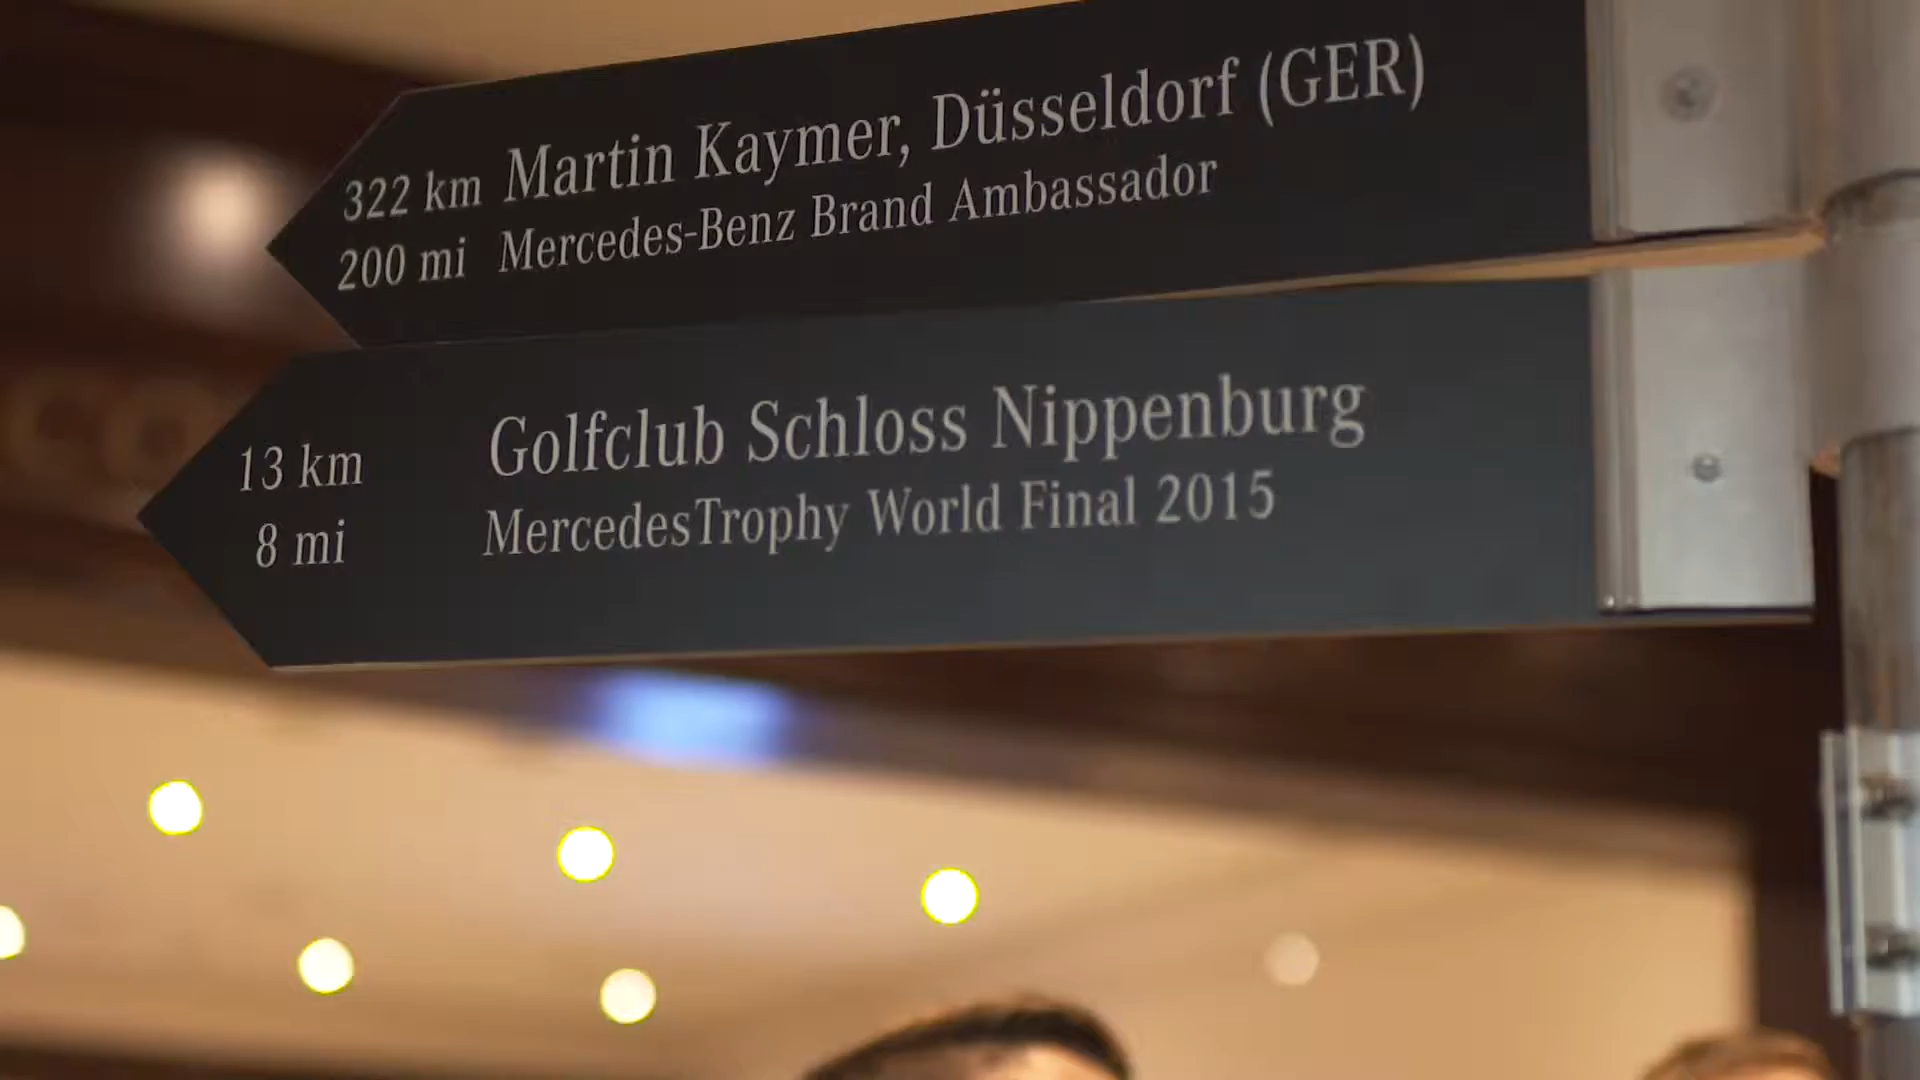 322 km Martin Kaymer, Düsseldorf (GER)
200 mi Mercedes-Benz Brand Ambassador
13 km Golfclub Schloss Nippenburg
8 mi MercedesTrophy World Final 2015